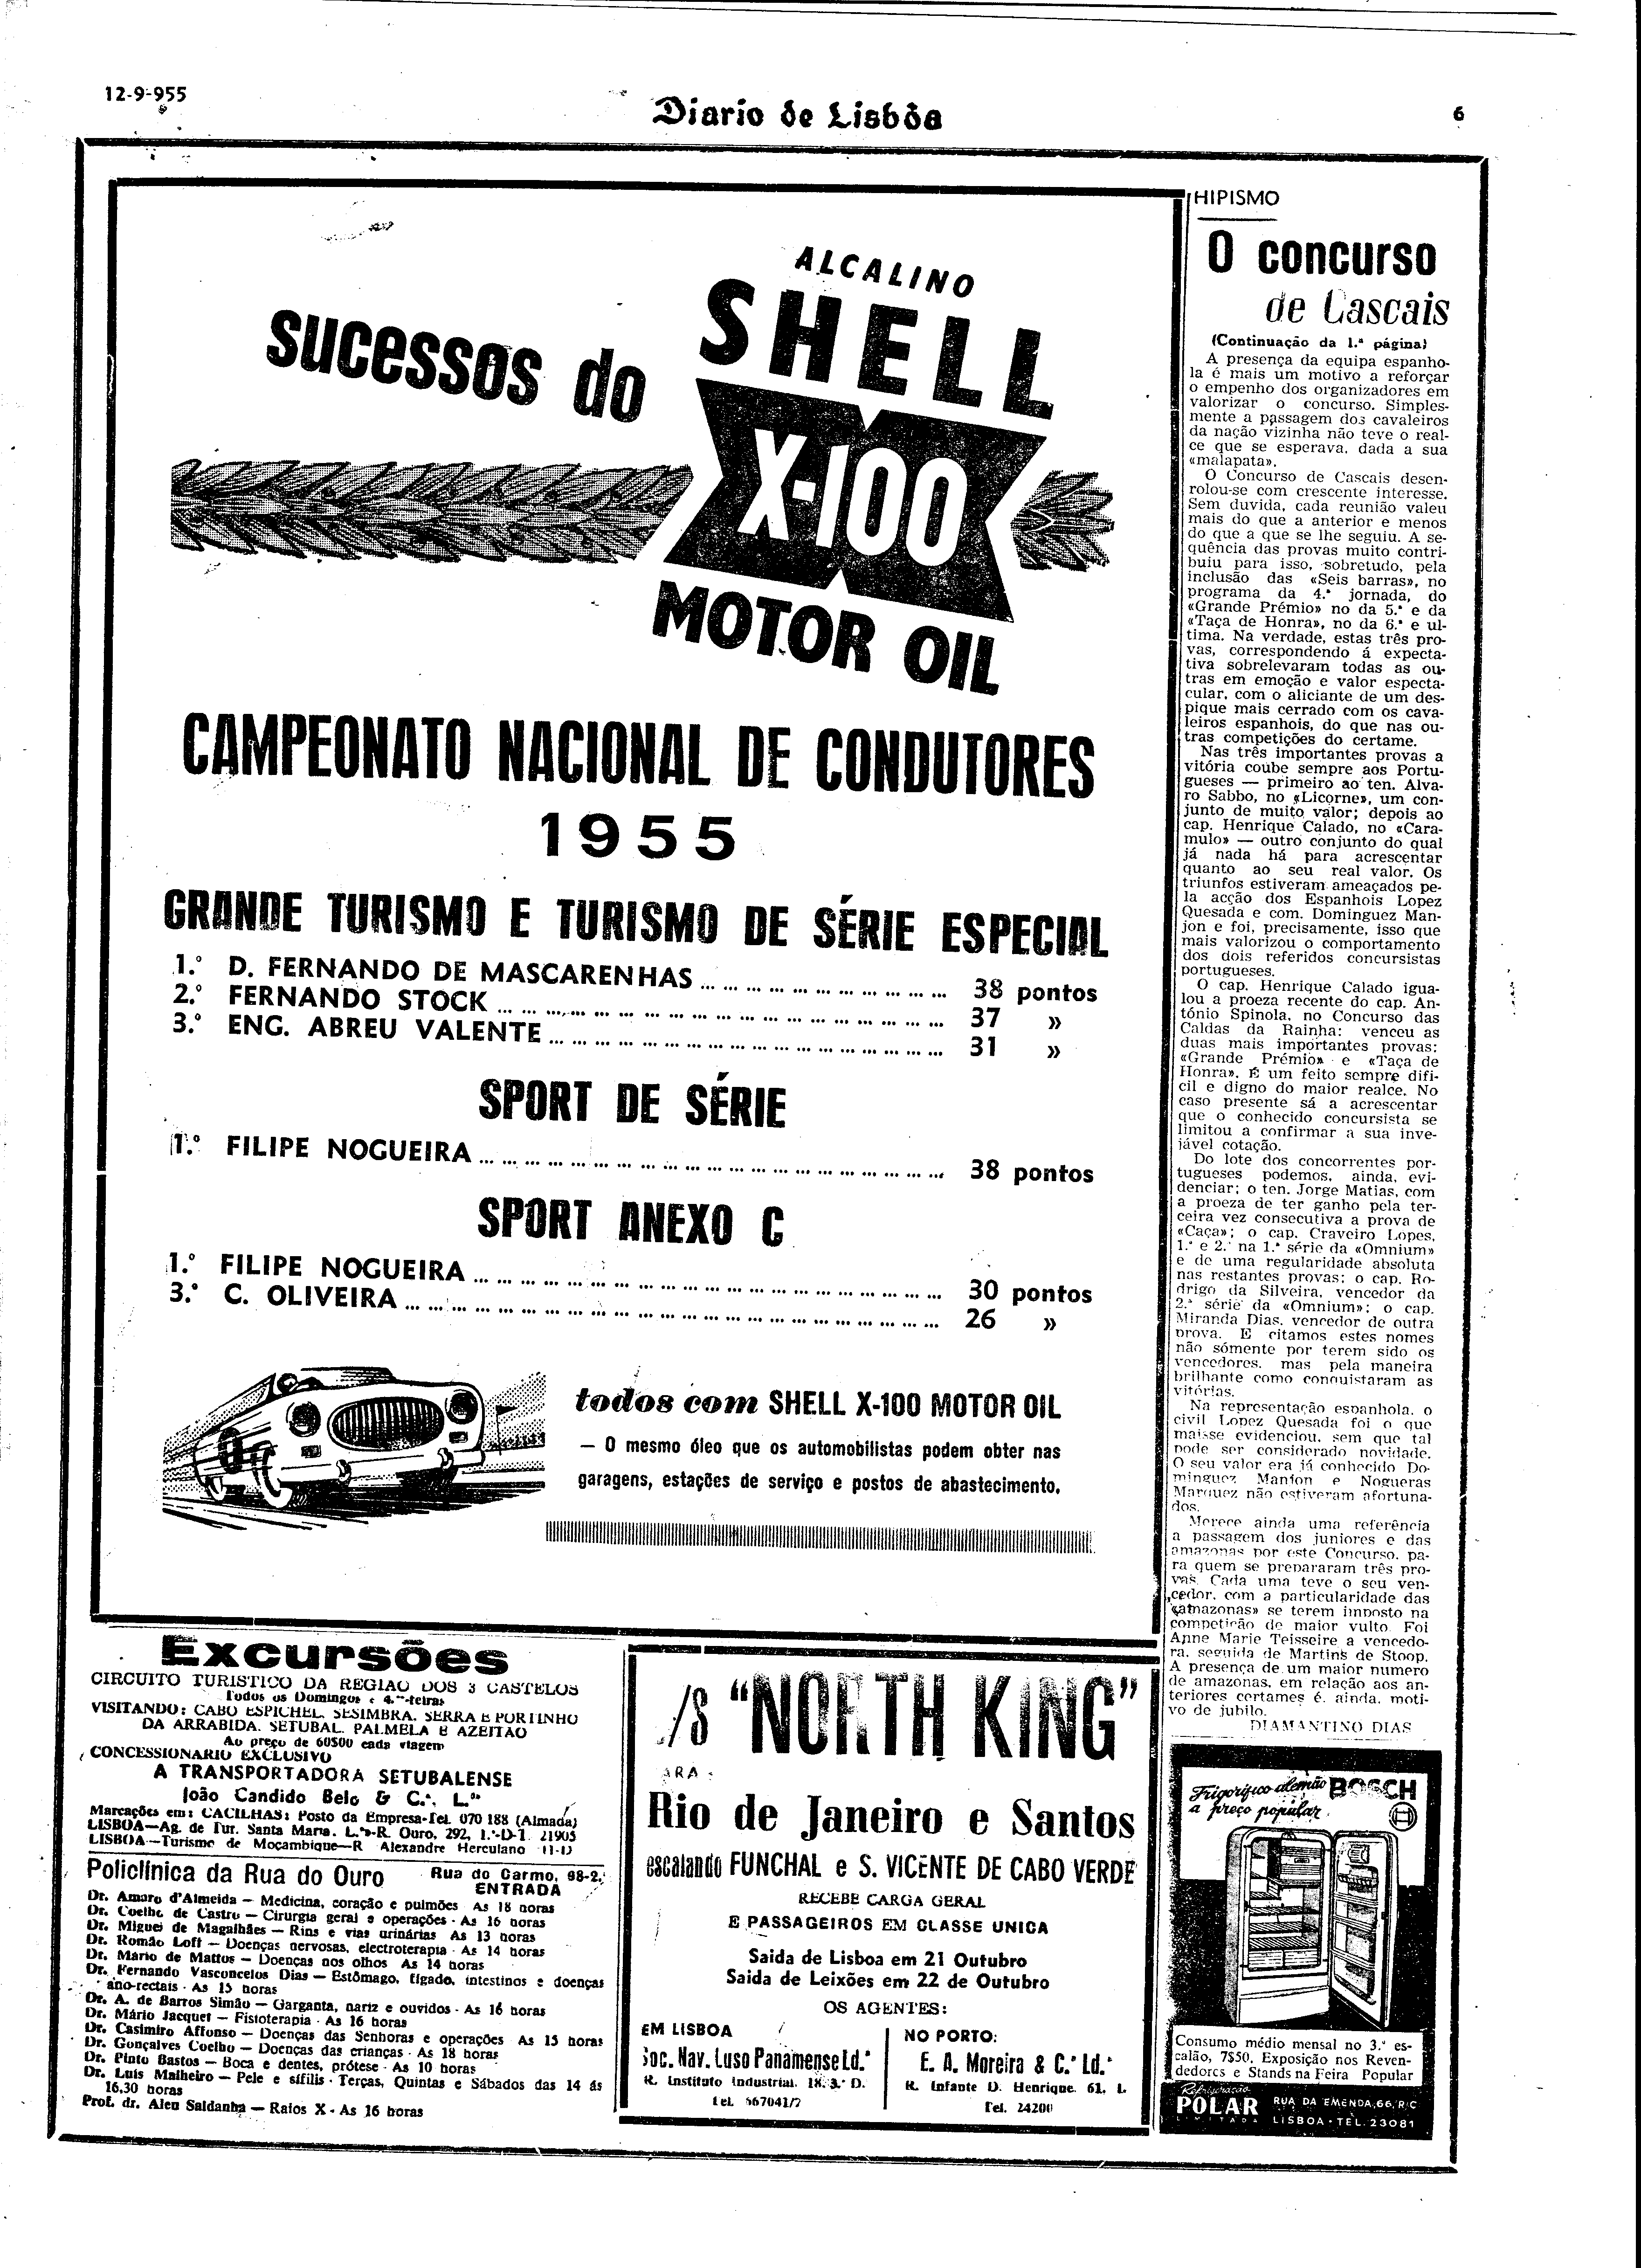 12-9-955
Diario de Lisbôa
6
sucessos do
ALCALINO
SHELL
X-100
MOTOR OIL
CAMPEONATO NACIONAL DE CONDUTORES
1955
GRANDE TURISMO E TURISMO DE SÉRIE ESPECIAL
1.º D. FERNANDO DE MASCARENHAS ... 38 pontos
2.º FERNANDO STOCK ... 37 »
3.º ENG. ABREU VALENTE ... 31 »
SPORT DE SÉRIE
1.º FILIPE NOGUEIRA ... 38 pontos
SPORT ANEXO C
1.º FILIPE NOGUEIRA ... 30 pontos
3.º C. OLIVEIRA ... 26 »
todos com SHELL X-100 MOTOR OIL
— O mesmo óleo que os automobilistas podem obter nas
garagens, estações de serviço e postos de abastecimento.
HIPISMO
O concurso
de Cascais
(Continuação da 1.ª página)
A presença da equipa espanho-
la é mais um motivo a reforçar
o empenho dos organizadores em
valorizar o concurso. Simples-
mente a passagem dos cavaleiros
da nação vizinha não teve o real-
ce que se esperava, dada a sua
«malapata».
O Concurso de Cascais desen-
rolou-se com crescente interesse.
Sem duvida, cada reunião valeu
mais do que a anterior e menos
do que a que se lhe seguiu. A se-
quência das provas muito contri-
buiu para isso, sobretudo, pela
inclusão das «Seis barras», no
programa da 4.ª jornada, do
«Grande Prémio» no da 5.ª e da
«Taça de Honra», no da 6.ª e ul-
tima. Na verdade, estas três pro-
vas, correspondendo á expecta-
tiva sobrelevaram todas as ou-
tras em emoção e valor especta-
cular, com o aliciante de um des-
pique mais cerrado com os cava-
leiros espanhois, do que nas ou-
tras competições do certame.
Nas três importantes provas a
vitória coube sempre aos Portu-
gueses — primeiro ao ten. Alva-
ro Sabbo, no «Licorne», um con-
junto de muito valor; depois ao
cap. Henrique Calado, no «Cara-
mulo» — outro conjunto do qual
já nada há para acrescentar
quanto ao seu real valor. Os
triunfos estiveram ameaçados pe-
la acção dos Espanhois Lopez
Quesada e com. Dominguez Man-
jon e foi, precisamente, isso que
mais valorizou o comportamento
dos dois referidos concursistas
portugueses.
O cap. Henrique Calado igua-
lou a proeza recente do cap. An-
tónio Spinola, no Concurso das
Caldas da Rainha: venceu as
duas mais importantes provas:
«Grande Prémio» e «Taça de
Honra». É um feito sempre difi-
cil e digno do maior realce. No
caso presente sá a acrescentar
que o conhecido concursista se
limitou a confirmar a sua inve-
jável cotação.
Do lote dos concorrentes por-
tugueses podemos, ainda, evi-
denciar; o ten. Jorge Matias, com
a proeza de ter ganho pela ter-
ceira vez consecutiva a prova de
«Caça»; o cap. Craveiro Lopes,
1.º e 2.º na 1.ª série da «Omnium»
e de uma regularidade absoluta
nas restantes provas; o cap. Ro-
drigo da Silveira, vencedor da
2.ª série da «Omnium»; o cap.
Miranda Dias, vencedor de outra
prova. E citamos estes nomes
não sómente por terem sido os
vencedores, mas pela maneira
brilhante como conquistaram as
vitórias.
Na representação espanhola, o
civil Lopez Quesada foi o que
maisse evidenciou, sem que tal
pode ser considerado novidade.
O seu valor era já conhecido Do-
minguez Manjon e Nogueras
Marquez não estiveram afortuna-
dos.
Merece ainda uma referência
a passagem dos juniores e das
amazonas por este Concurso, pa-
ra quem se prepararam três pro-
vas. Cada uma teve o seu ven-
cedor, com a particularidade das
«amazonas» se terem imposto na
competição de maior vulto. Foi
Anne Marie Teisseire a vencedo-
ra, seguida de Martins de Stoop.
A presença de um maior numero
de amazonas, em relação aos an-
teriores certames é, ainda, moti-
vo de jubilo.
DIAMANTINO DIAS
Excursões
CIRCUITO TURISTICO DA REGIAO DOS 3 CASTELOS
Todos os Domingos e 4.ªs-feiras
VISITANDO: CABO ESPICHEL, SESIMBRA, SERRA E PORTINHO
DA ARRABIDA, SETUBAL, PALMELA E AZEITAO
Ao preço de 60$00 cada viagem
CONCESSIONARIO EXCLUSIVO
A TRANSPORTADORA SETUBALENSE
João Candido Belo & C.ª, L.da
Marcações em: CACILHAS: Posto da Empresa-Tel. 070 188 (Almada)
LISBOA—Ag. de Tur. Santa Maria. L.da-R. Ouro, 292, 1.º-D-T. 21905
LISBOA—Turismo de Moçambique—R Alexandre Herculano
Policlínica da Rua do Ouro
Rua do Carmo, 98-2.º
ENTRADA
Dr. Amaro d'Almeida — Medicina, coração e pulmões As 18 horas
Dr. Coelho de Castro — Cirurgia geral e operações - As 16 horas
Dr. Miguel de Magalhães — Rins e vias urinárias As 13 horas
Dr. Romão Loff — Doenças nervosas, electroterapia - As 14 horas
Dr. Mário de Mattos — Doenças nos olhos As 14 horas
Dr. Fernando Vasconcelos Dias — Estômago, fígado, intestinos e doenças
ano-rectais - As 15 horas
Dr. A. de Barros Simão — Garganta, nariz e ouvidos - As 16 horas
Dr. Mário Jacquet — Fisioterapia - As 16 horas
Dr. Casimiro Affonso — Doenças das Senhoras e operações As 15 horas
Dr. Gonçalves Coelho — Doenças das crianças - As 18 horas
Dr. Pinto Bastos — Boca e dentes, prótese - As 10 horas
Dr. Luis Malheiro — Pele e sífilis - Terças, Quintas e Sábados das 14 ás
16,30 horas
Prof. dr. Aleu Saldanha — Raios X - As 16 horas
/S "NORTH KING"
ARA:
Rio de Janeiro e Santos
escalando FUNCHAL e S. VICENTE DE CABO VERDE
RECEBE CARGA GERAL
E PASSAGEIROS EM CLASSE UNICA
Saida de Lisboa em 21 Outubro
Saida de Leixões em 22 de Outubro
OS AGENTES:
EM LISBOA
Soc. Nav. Luso Panamense Ld.ª
R. Instituto Industrial, 18, 3.º D.
Tel. 667041/2
NO PORTO:
E. A. Moreira & C.ª Ld.ª
R. Infante D. Henrique, 61, 1.
Tel. 24200
Frigorifico alemão BOSCH
a preço popular.
Consumo médio mensal no 3.º es-
calão, 7$50. Exposição nos Reven-
dedores e Stands na Feira Popular
Refrigeração
POLAR
LIMITADA
RUA DA EMENDA, 66, R/C
LISBOA - TEL. 23081